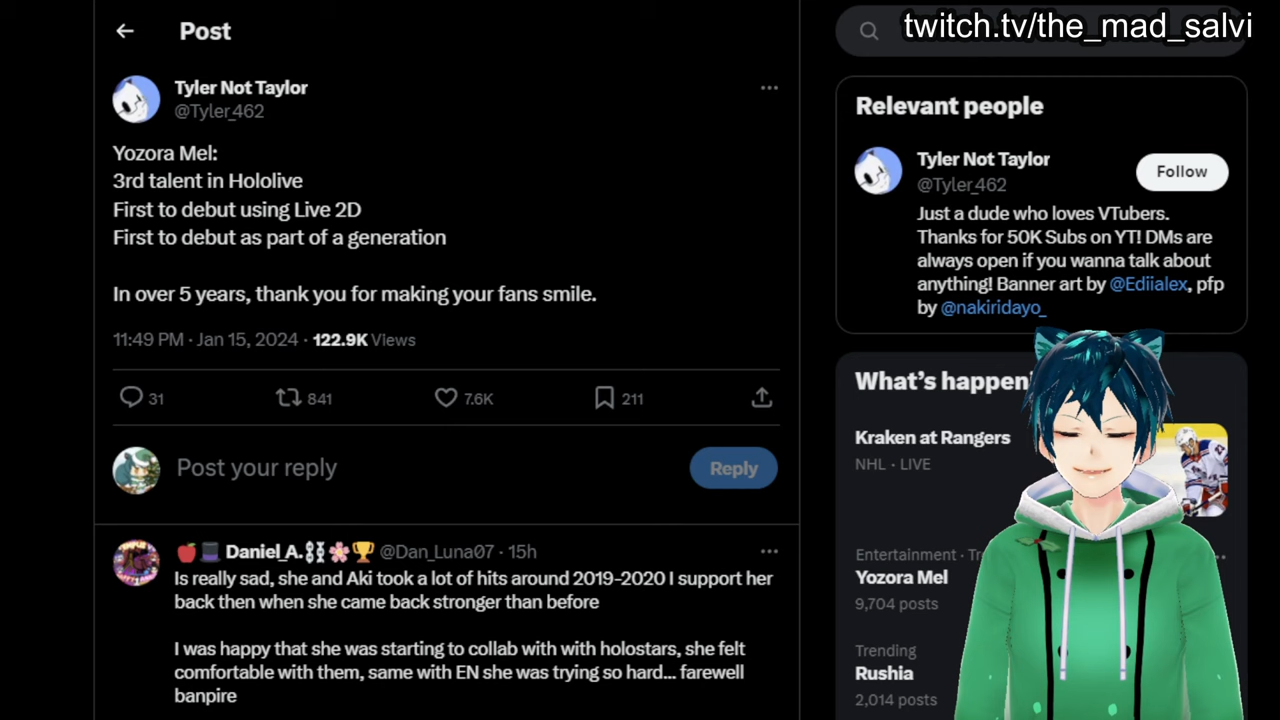 twitch.tv/the_mad_salvi
Post
Tyler Not Taylor
@Tyler_462
Yozora Mel:
3rd talent in Hololive
First to debut using Live 2D
First to debut as part of a generation
In over 5 years, thank you for making your fans smile.
11:49 PM · Jan 15, 2024 · 122.9K Views
31 841 7.6K 211
Post your reply
Reply
Daniel_A. @Dan_Luna07 · 15h
Is really sad, she and Aki took a lot of hits around 2019-2020 I support her
back then when she came back stronger than before
I was happy that she was starting to collab with with holostars, she felt
comfortable with them, same with EN she was trying so hard... farewell
banpire
Relevant people
Tyler Not Taylor
@Tyler_462
Follow
Just a dude who loves VTubers.
Thanks for 50K Subs on YT! DMs are
always open if you wanna talk about
anything! Banner art by @Ediialex, pfp
by @nakiridayo_
What's happen
Kraken at Rangers
NHL · LIVE
Entertainment ·
Yozora Mel
9,704 posts
Trending
Rushia
2,014 posts